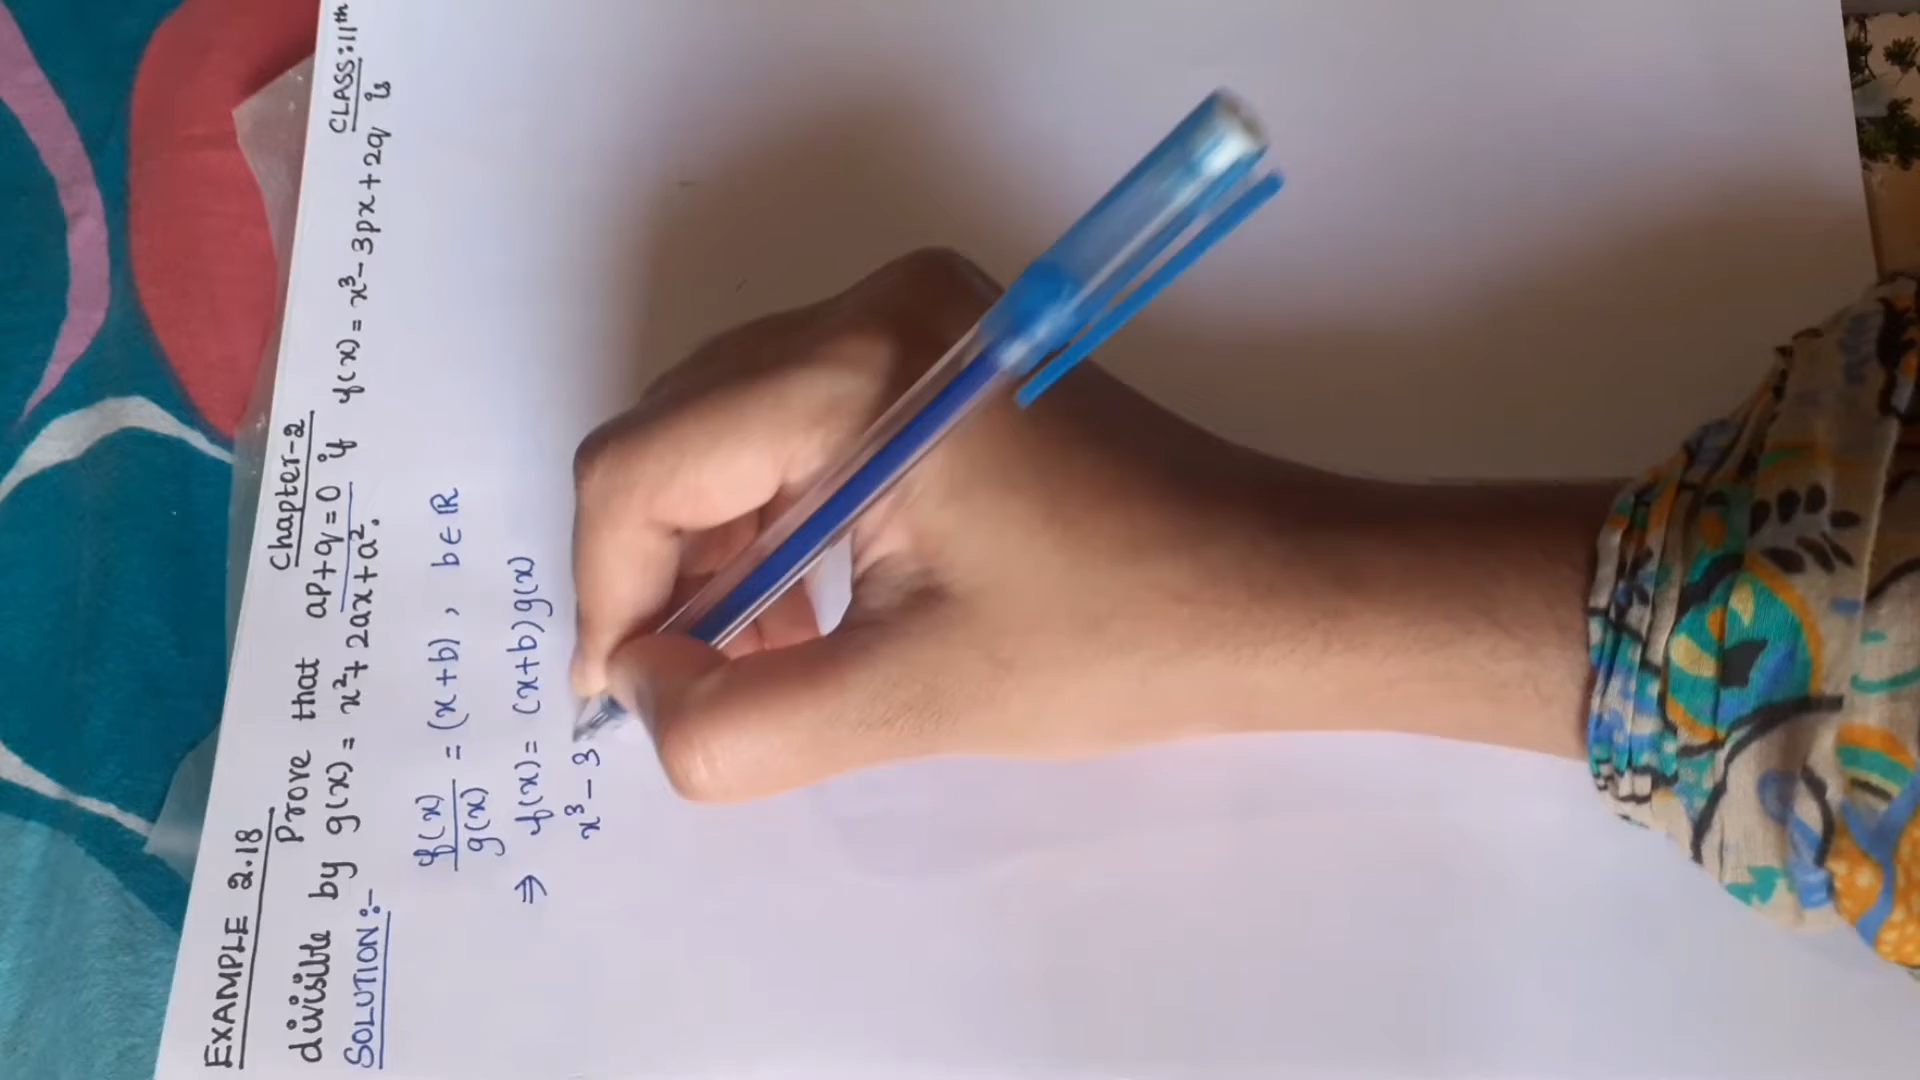 Chapter-2
CLASS:11th
EXAMPLE 2.18
Prove that ap+q=0 if f(x) = x³-3px+2q is
divisible by g(x) = x²+2ax+a².
SOLUTION:-
f(x)/g(x) = (x+b) , b∈ℝ
⇒ f(x) = (x+b)g(x)
x³-3